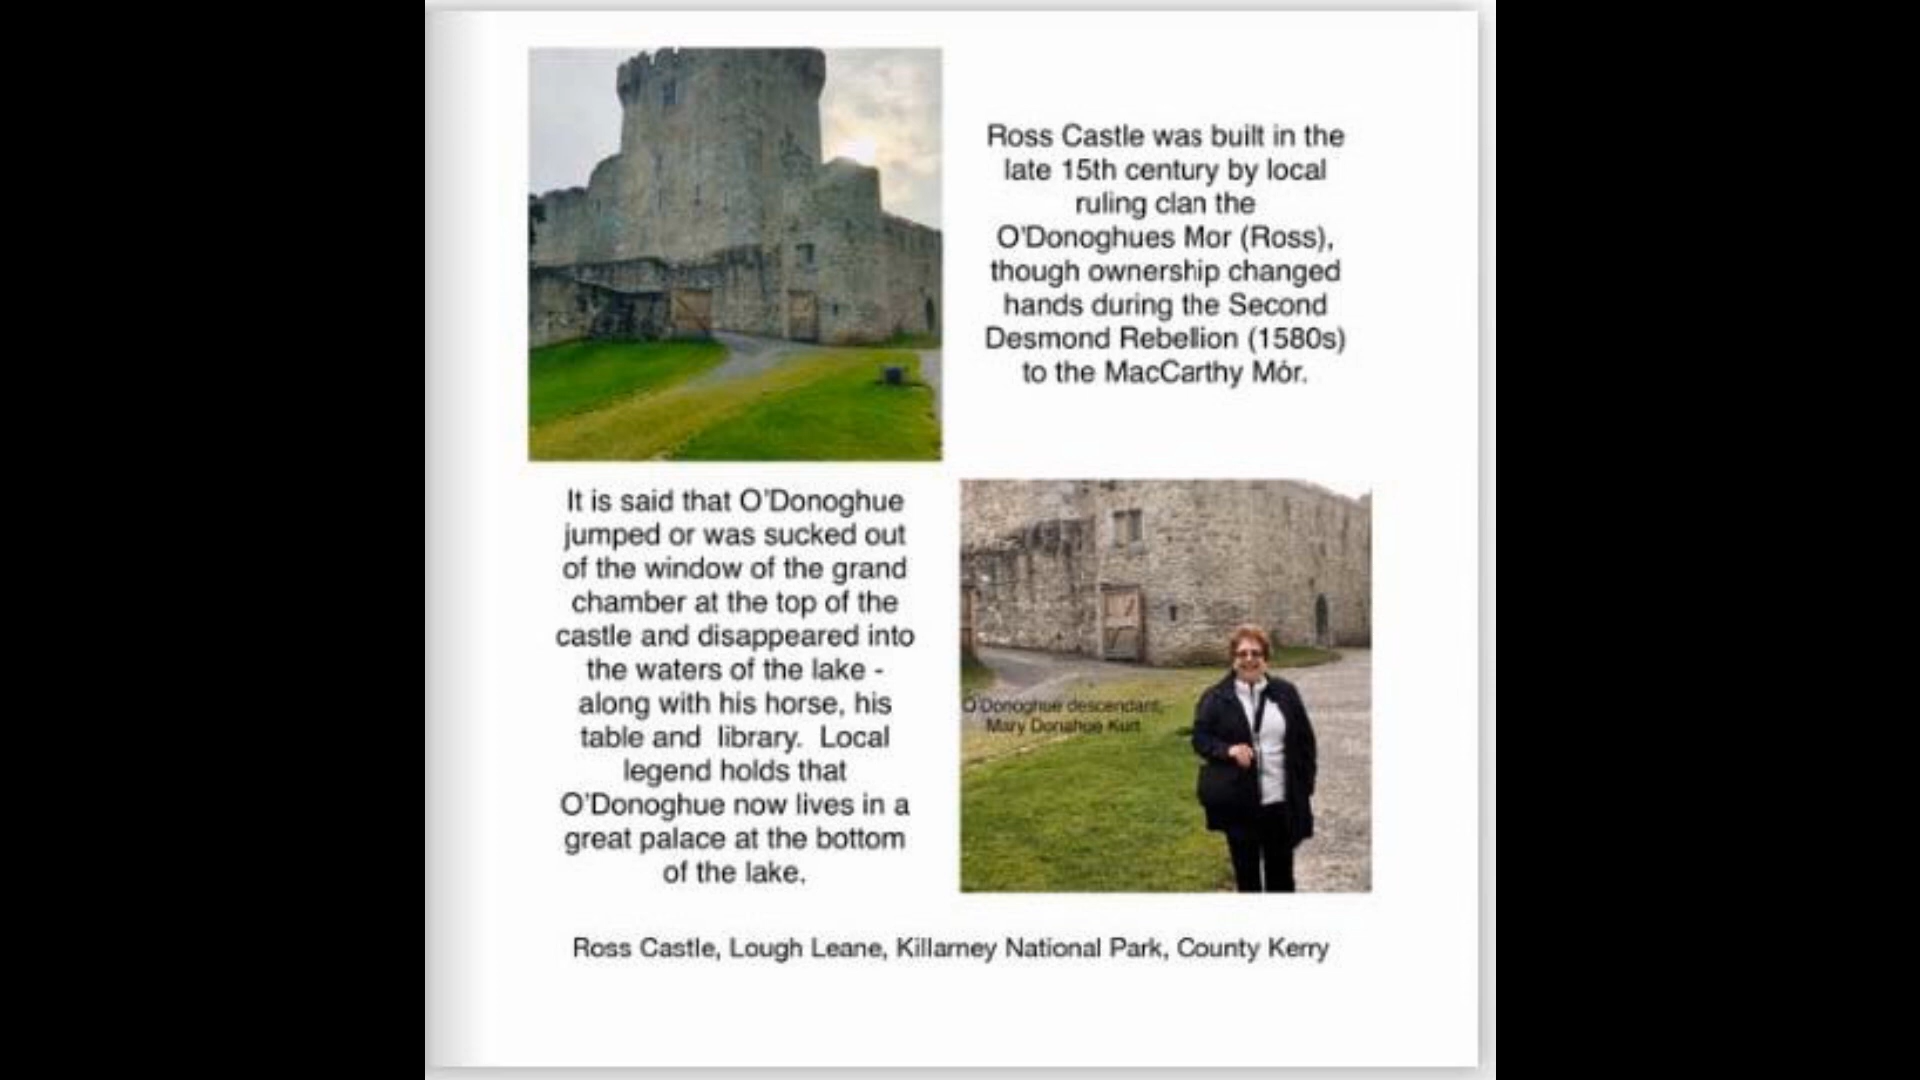 Ross Castle was built in the
late 15th century by local
ruling clan the
O'Donoghues Mor (Ross),
though ownership changed
hands during the Second
Desmond Rebellion (1580s)
to the MacCarthy Mór.
It is said that O'Donoghue
jumped or was sucked out
of the window of the grand
chamber at the top of the
castle and disappeared into
the waters of the lake -
along with his horse, his
table and library. Local
legend holds that
O'Donoghue now lives in a
great palace at the bottom
of the lake.
O'Donoghue descendant,
Mary Donahoe Kurt
Ross Castle, Lough Leane, Killarney National Park, County Kerry